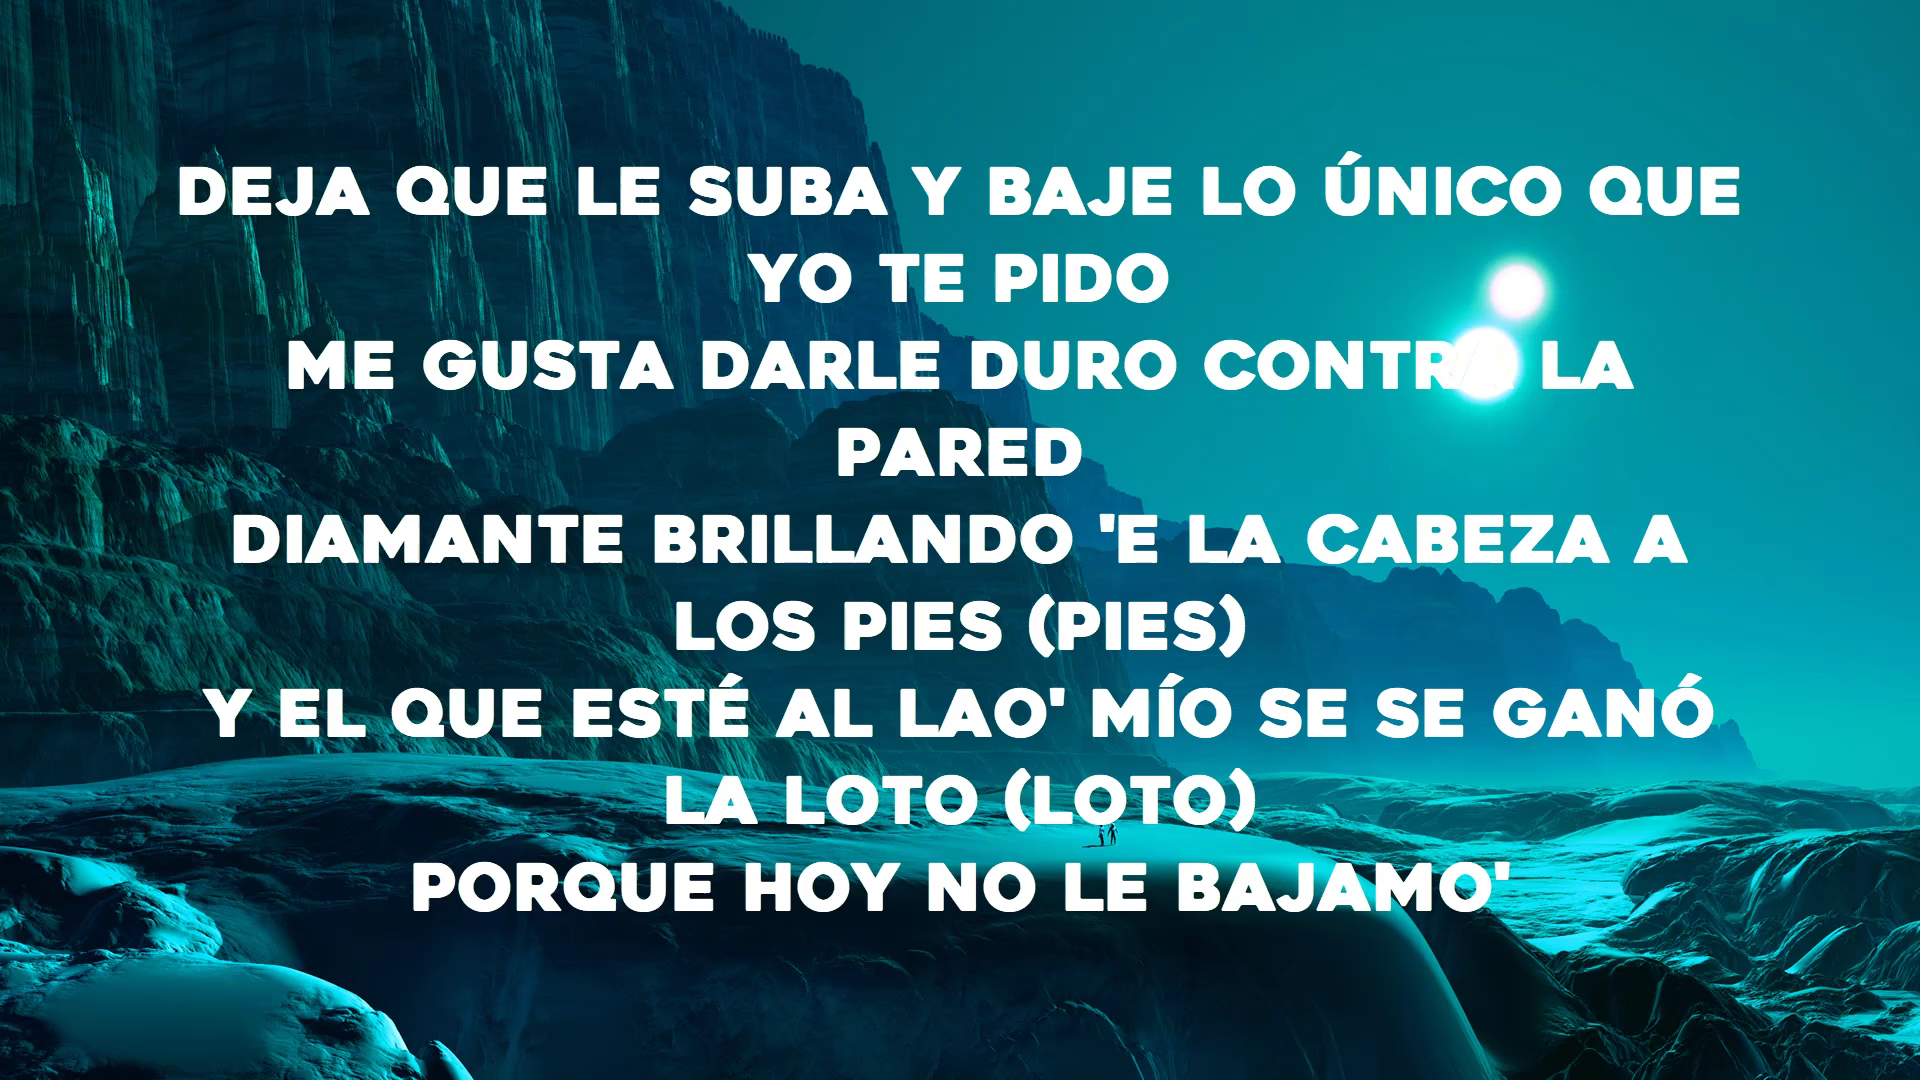 DEJA QUE LE SUBA Y BAJE LO ÚNICO QUE
YO TE PIDO
ME GUSTA DARLE DURO CONTRA LA
PARED
DIAMANTE BRILLANDO 'E LA CABEZA A
LOS PIES (PIES)
Y EL QUE ESTÉ AL LAO' MÍO SE SE GANÓ
LA LOTO (LOTO)
PORQUE HOY NO LE BAJAMO'